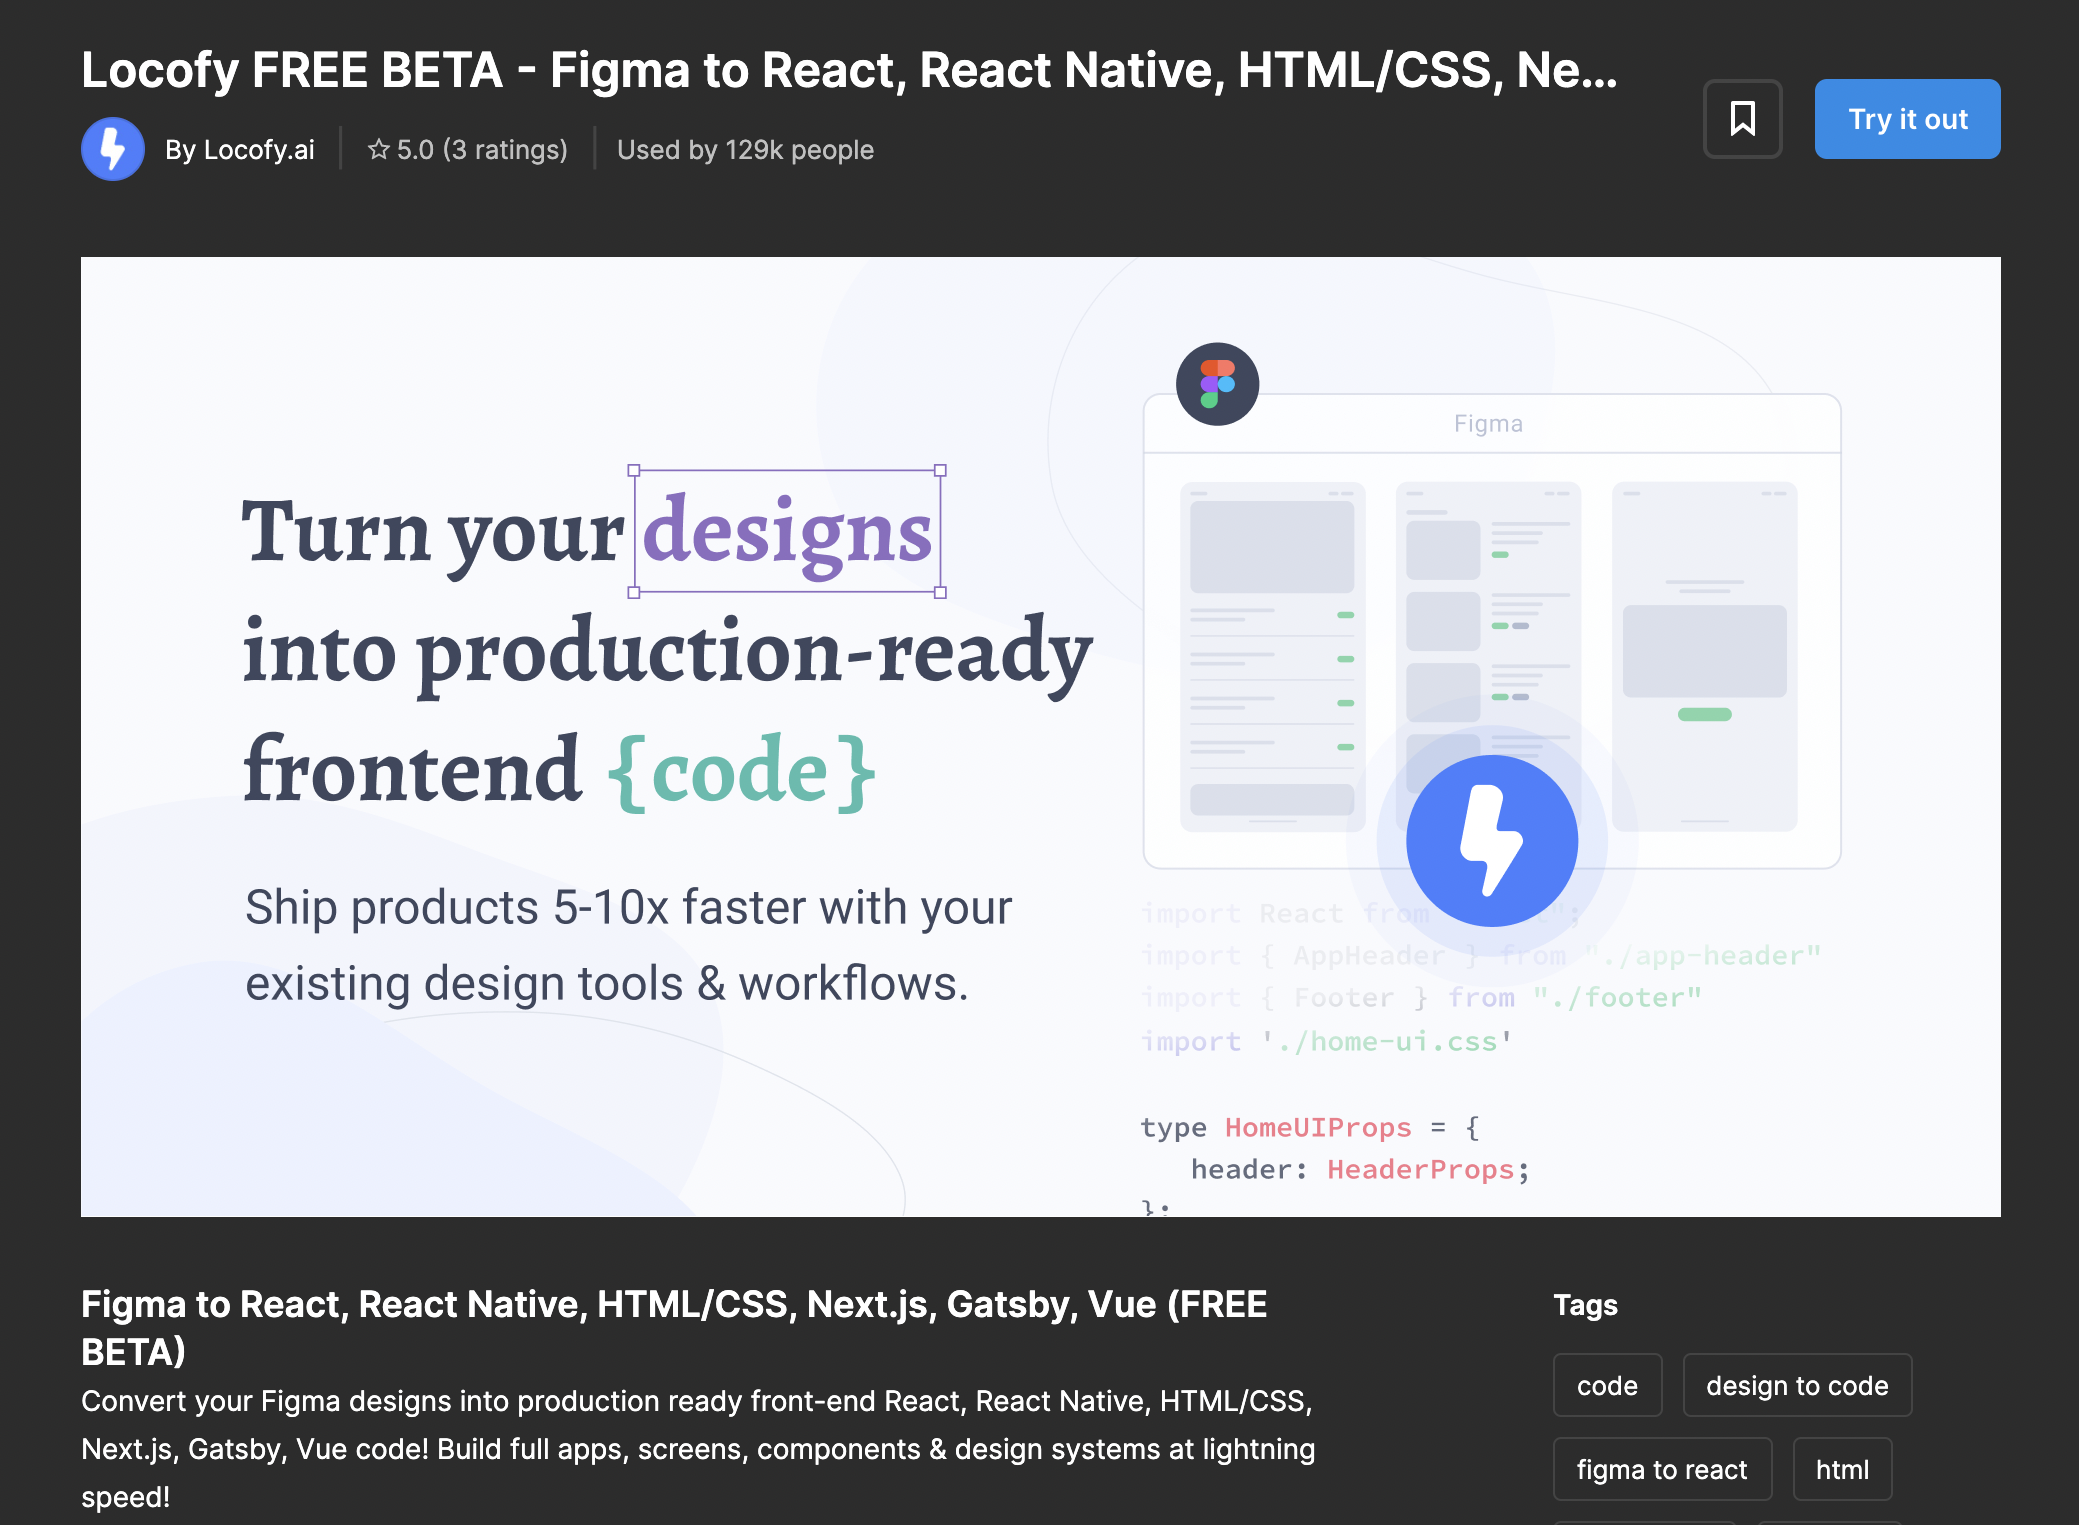 Locofy FREE BETA - Figma to React, React Native, HTML/CSS, Ne...
By Locofy.ai
5.0 (3 ratings)
Used by 129k people
Try it out
Turn your designs
into production-ready
frontend {code}
Ship products 5-10x faster with your
existing design tools & workflows.
Figma
import React from ";
import { AppHeader } from "./app-header"
import { Footer } from "./footer"
import './home-ui.css'
type HomeUIProps = {
header: HeaderProps;
};
Figma to React, React Native, HTML/CSS, Next.js, Gatsby, Vue (FREE
BETA)
Convert your Figma designs into production ready front-end React, React Native, HTML/CSS,
Next.js, Gatsby, Vue code! Build full apps, screens, components & design systems at lightning
speed!
Tags
code
design to code
figma to react
html